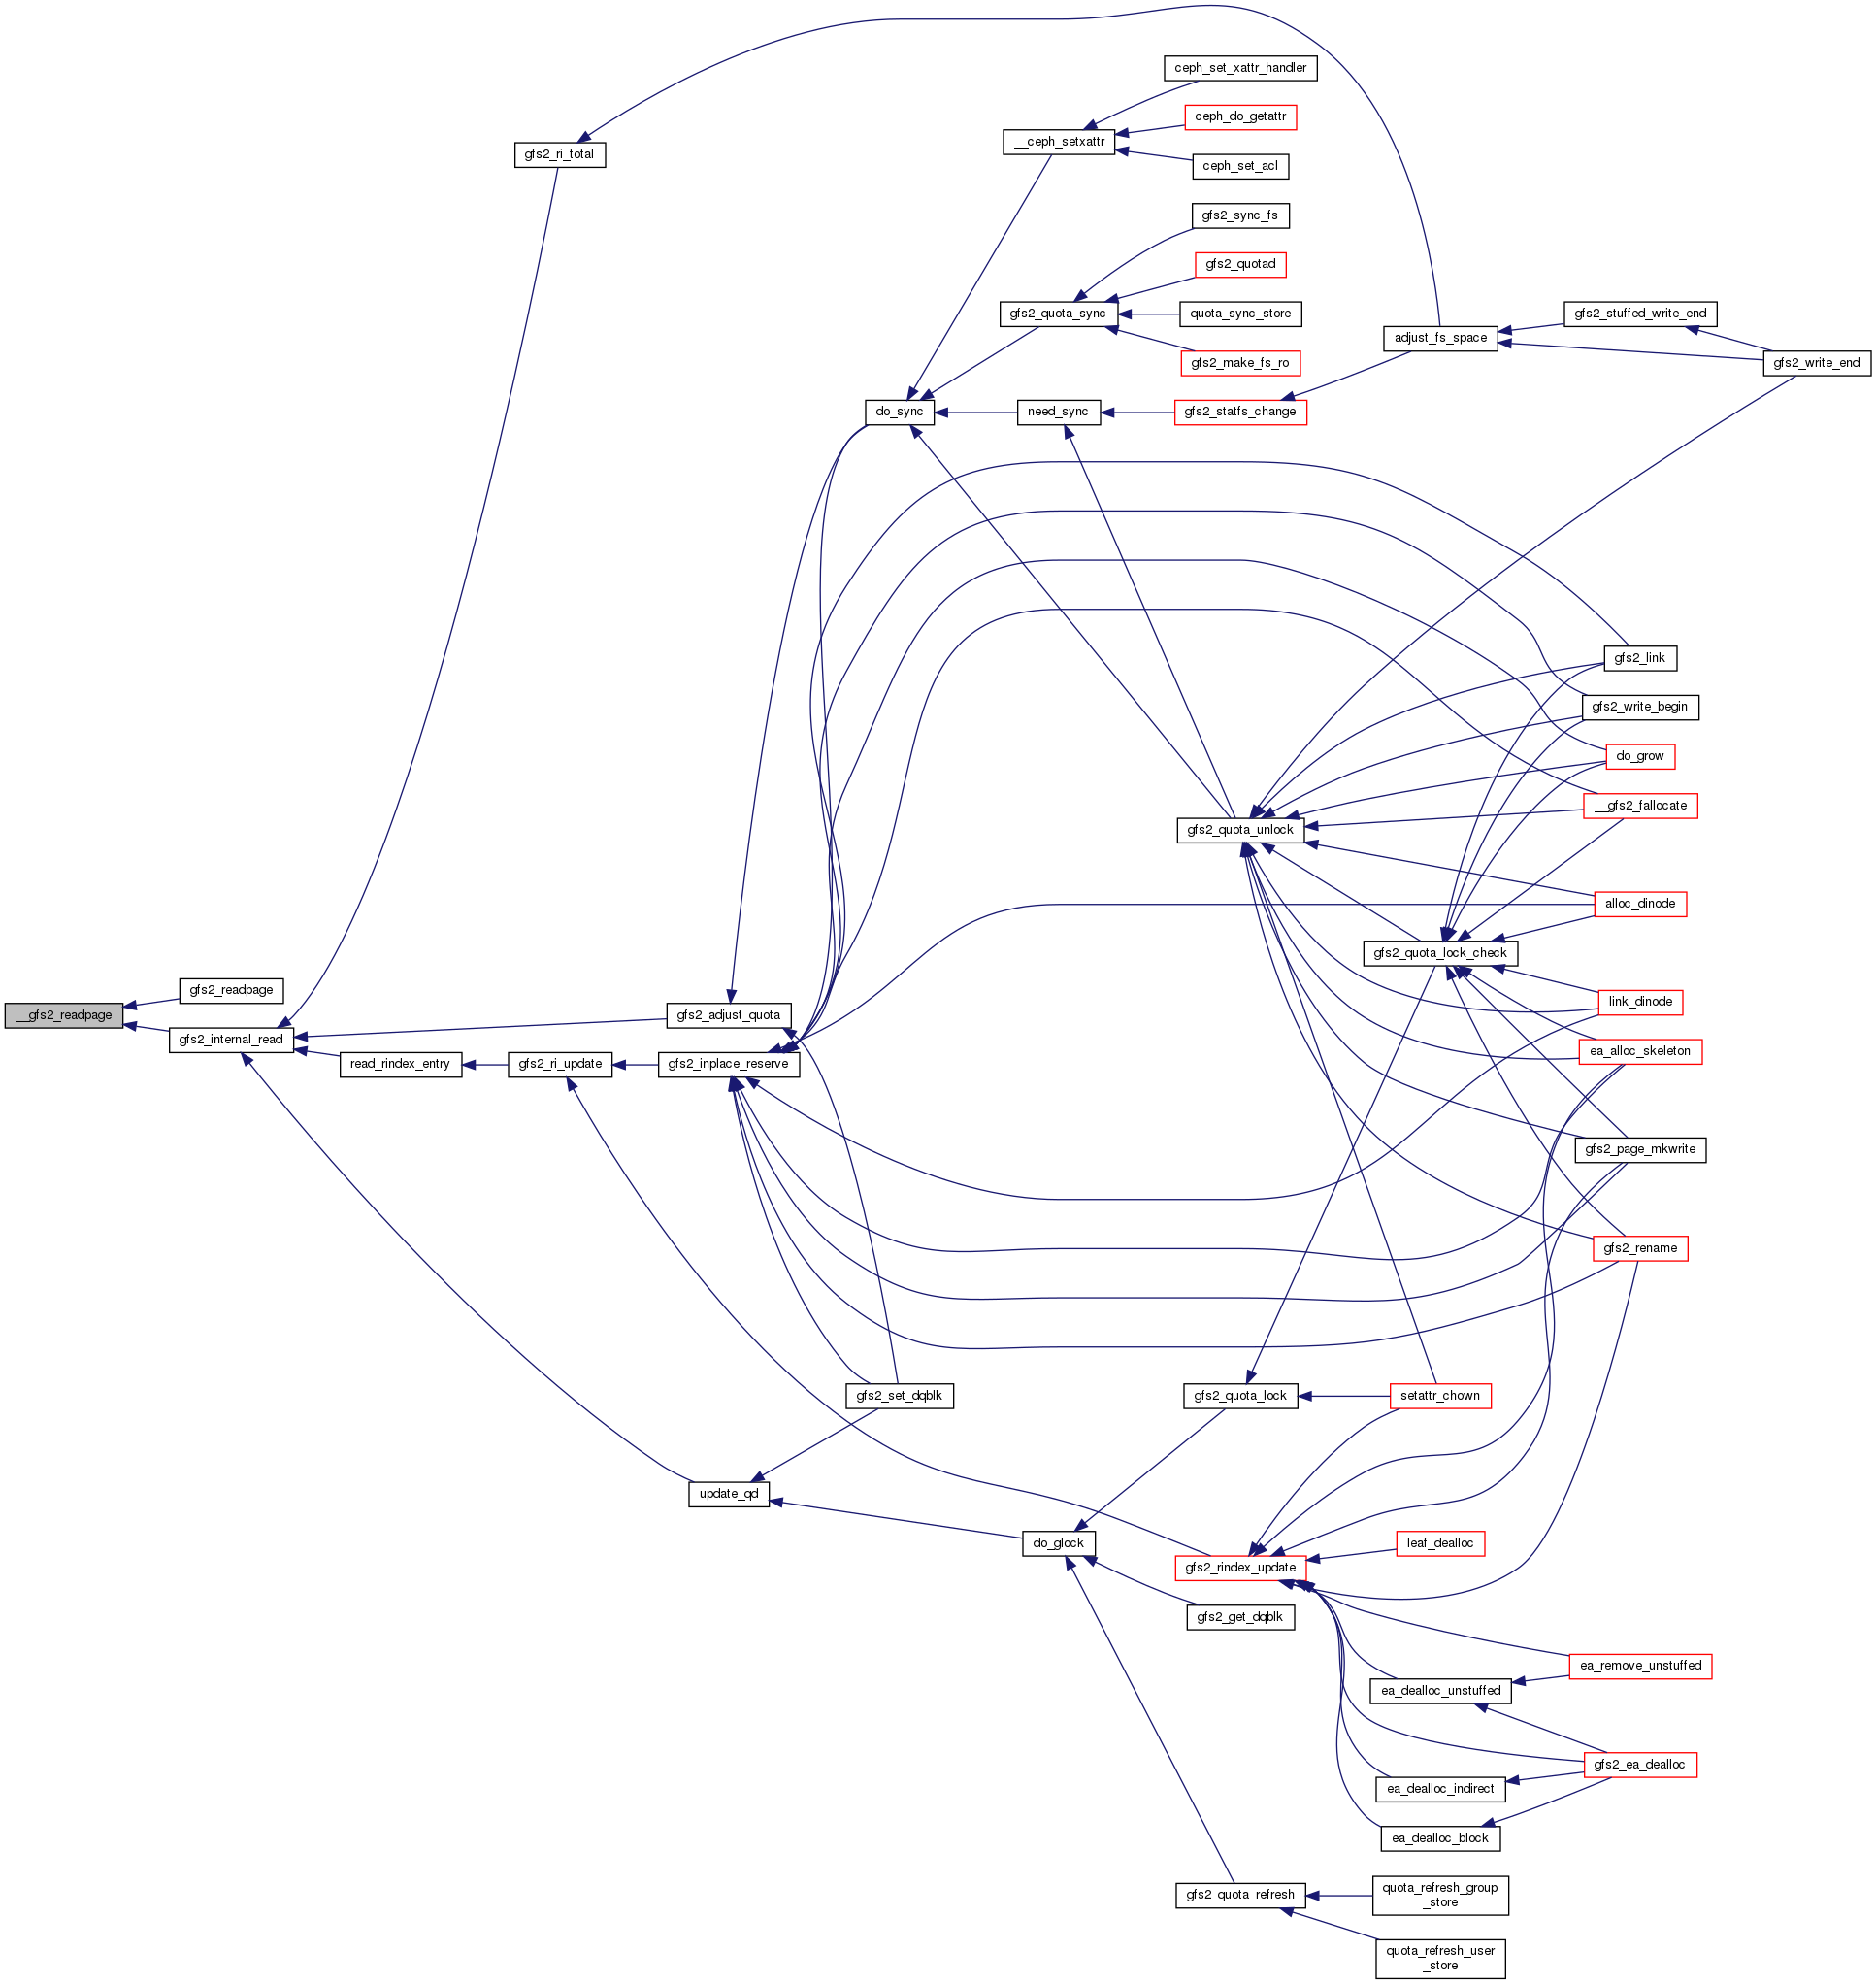 ceph_set_xattr_handler
ceph_do_getattr
__ceph_setxattr
gfs2_ri_total
ceph_set_acl
gfs2_sync_fs
gfs2_quotad
gfs2_quota_sync
quota_sync_store
gfs2_stuffed_write_end
adjust_fs_space
gfs2_make_fs_ro
gfs2_write_end
do_sync
need_sync
gfs2_statfs_change
gfs2_link
gfs2_write_begin
do_grow
__gfs2_fallocate
gfs2_quota_unlock
alloc_dinode
gfs2_quota_lock_check
gfs2_readpage
link_dinode
__gfs2_readpage
gfs2_adjust_quota
gfs2_internal_read
ea_alloc_skeleton
read_rindex_entry
gfs2_ri_update
gfs2_inplace_reserve
gfs2_page_mkwrite
gfs2_rename
gfs2_set_dqblk
gfs2_quota_lock
setattr_chown
update_qd
do_glock
leaf_dealloc
gfs2_rindex_update
gfs2_get_dqblk
ea_remove_unstuffed
ea_dealloc_unstuffed
gfs2_ea_dealloc
ea_dealloc_indirect
ea_dealloc_block
gfs2_quota_refresh
quota_refresh_group
_store
quota_refresh_user
_store